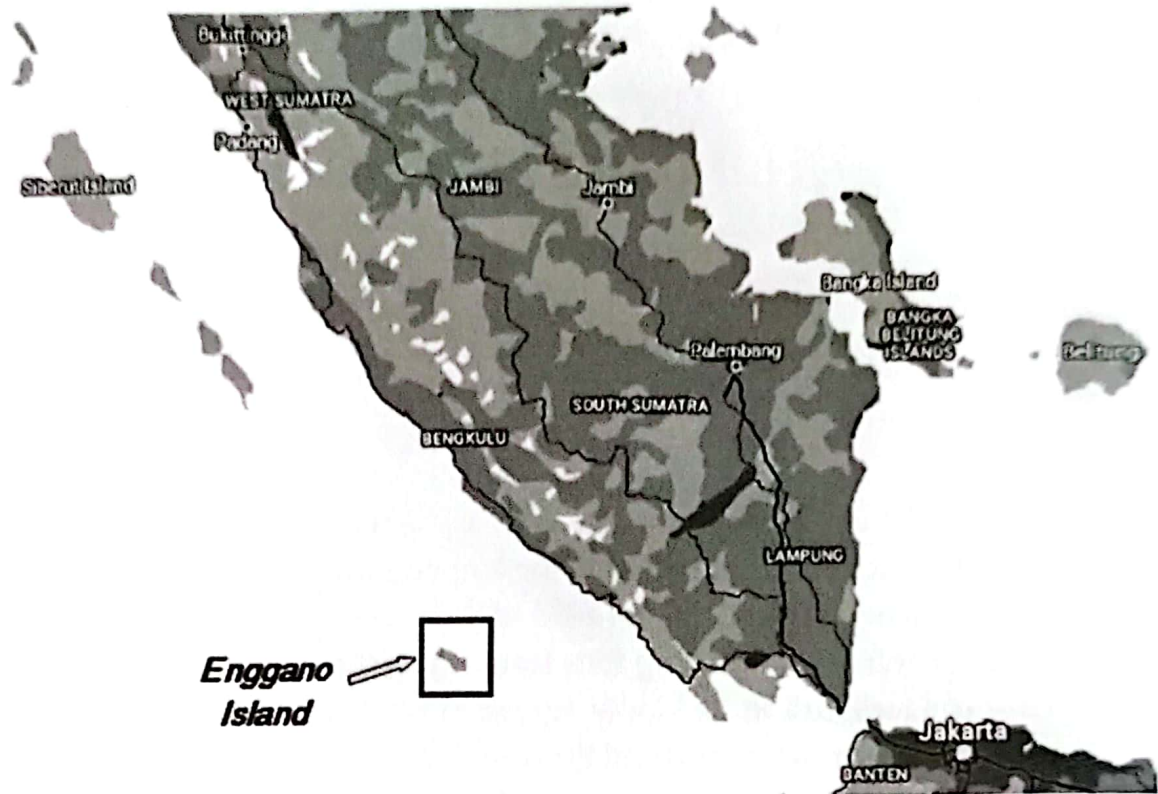 Bukittinggi
WEST SUMATRA
Padang
Siberut Island
JAMBI
Jambi
Bangka Island
BANGKA
BELITUNG
ISLANDS
Belitung
Palembang
SOUTH SUMATRA
BENGKULU
LAMPUNG
Enggano
Island
Jakarta
BANTEN